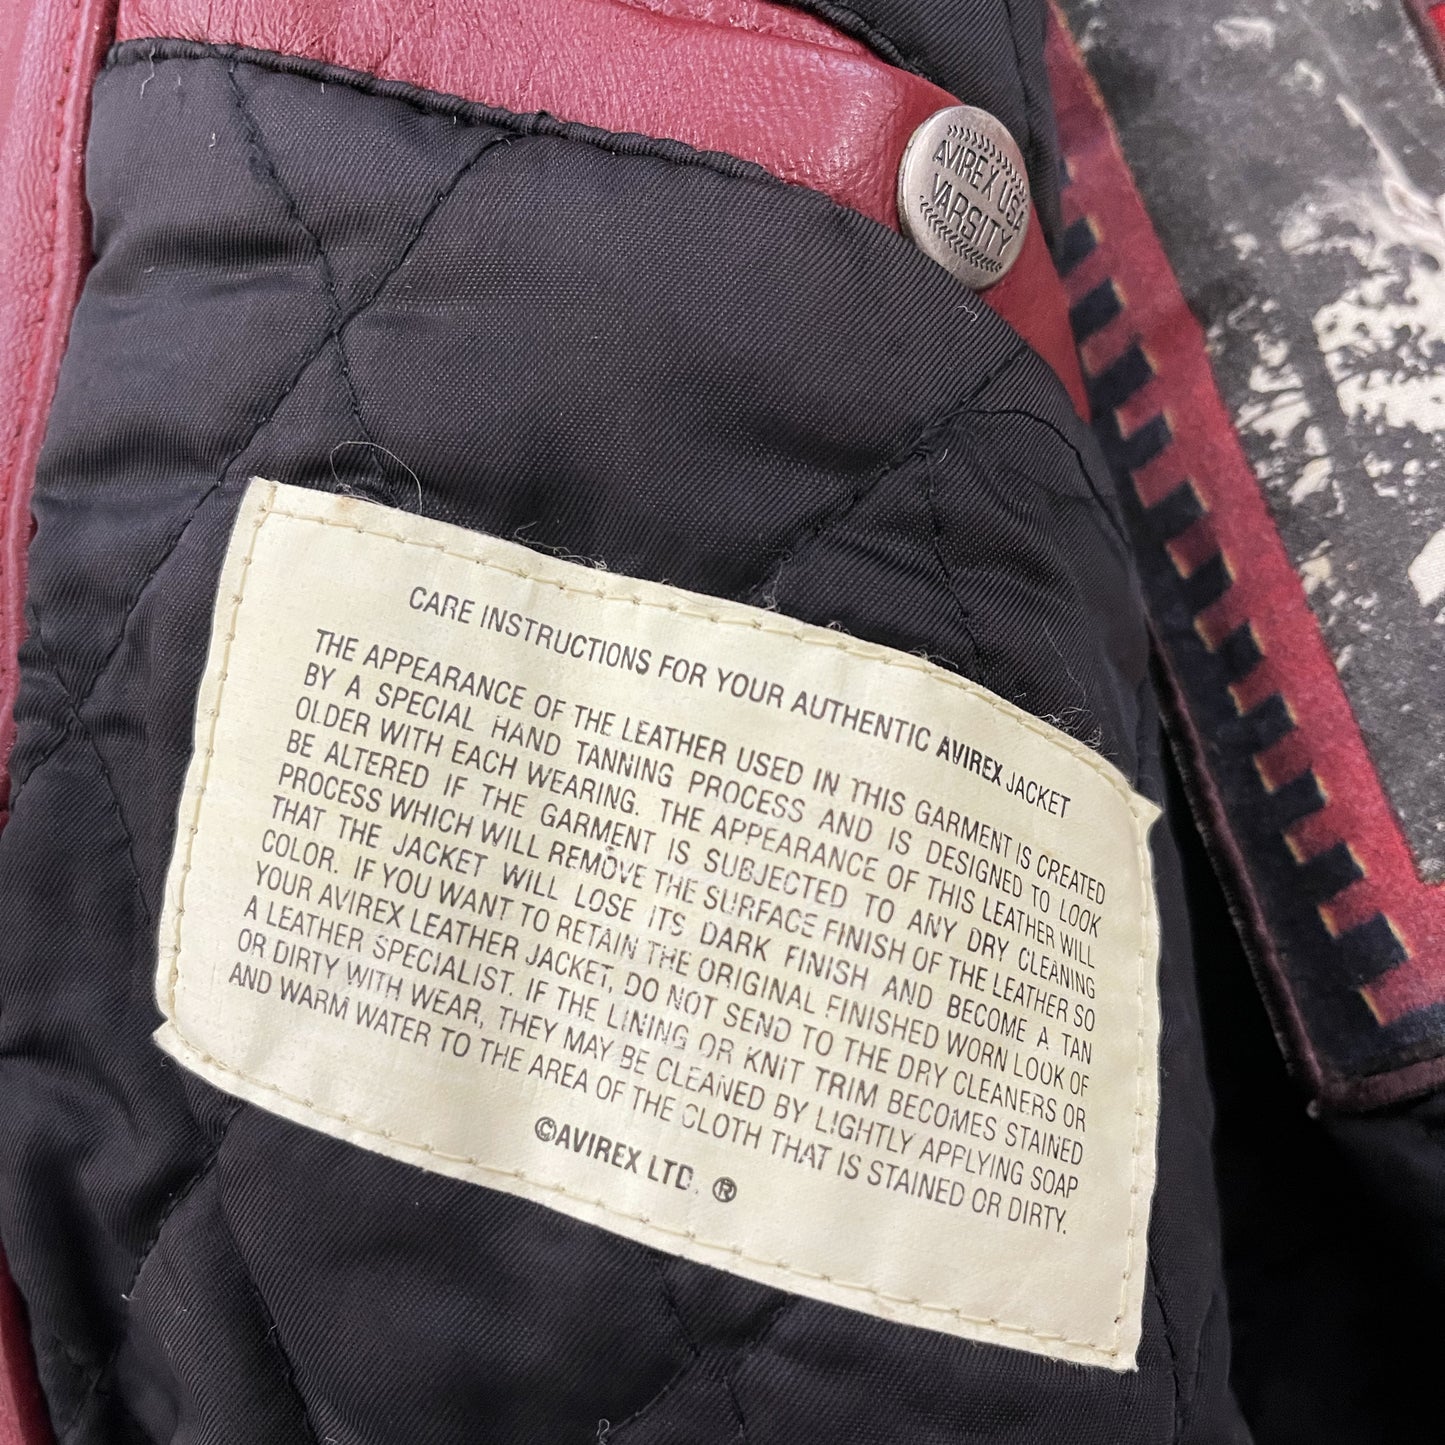 AVIREX USA
VARSITY
CARE INSTRUCTIONS FOR YOUR AUTHENTIC AVIREX JACKET
THE APPEARANCE OF THE LEATHER USED IN THIS GARMENT IS CREATED
BY A SPECIAL HAND TANNING PROCESS AND IS DESIGNED TO LOOK
OLDER WITH EACH WEARING. THE APPEARANCE OF THIS LEATHER WILL
BE ALTERED IF THE GARMENT IS SUBJECTED TO ANY DRY CLEANING
PROCESS WHICH WILL REMOVE THE SURFACE FINISH OF THE LEATHER SO
THAT THE JACKET WILL LOSE ITS DARK FINISH AND BECOME A TAN
COLOR. IF YOU WANT TO RETAIN THE ORIGINAL FINISHED WORN LOOK OF
YOUR AVIREX LEATHER JACKET, DO NOT SEND TO THE DRY CLEANERS OR
A LEATHER SPECIALIST. IF THE LINING OR KNIT TRIM BECOMES STAINED
OR DIRTY WITH WEAR, THEY MAY BE CLEANED BY LIGHTLY APPLYING SOAP
AND WARM WATER TO THE AREA OF THE CLOTH THAT IS STAINED OR DIRTY.
©AVIREX LTD. ®